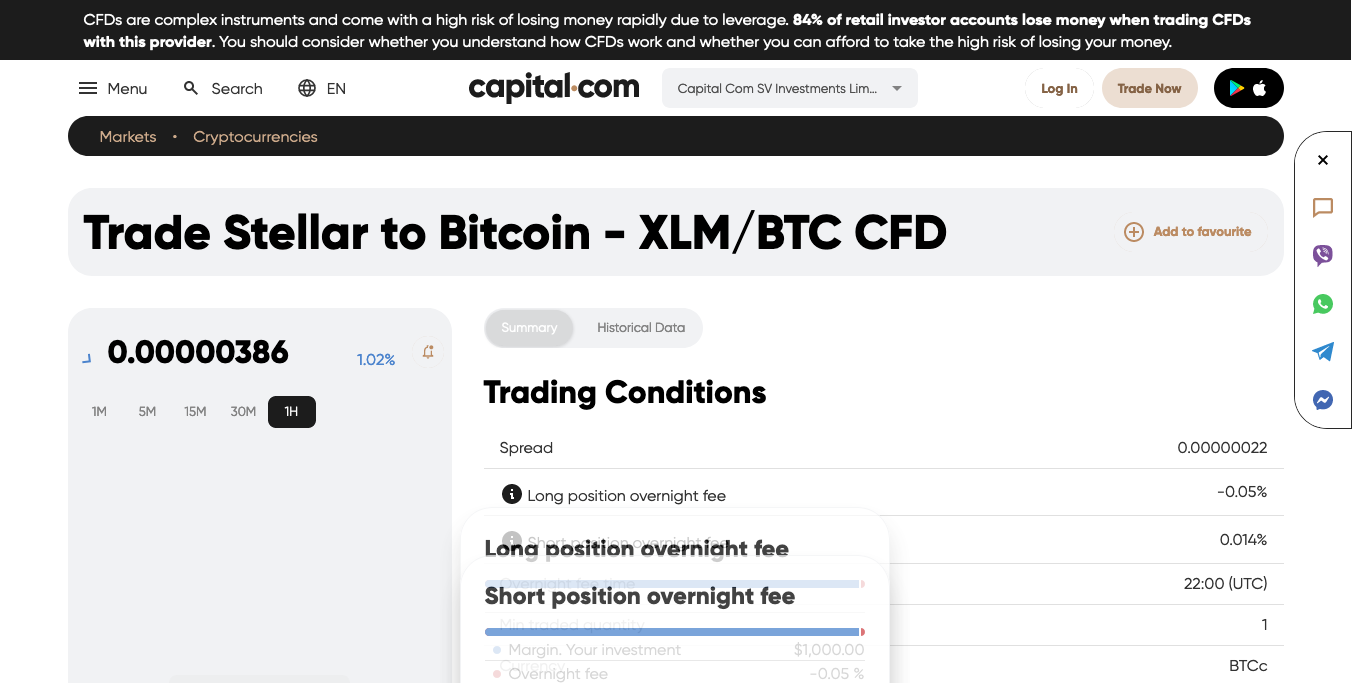 CFDs are complex instruments and come with a high risk of losing money rapidly due to leverage. 84% of retail investor accounts lose money when trading CFDs
with this provider. You should consider whether you understand how CFDs work and whether you can afford to take the high risk of losing your money.
Menu
Search
EN
capital.com
Capital Com SV Investments Lim...
Log In
Trade Now
Markets • Cryptocurrencies
Trade Stellar to Bitcoin - XLM/BTC CFD
Add to favourite
0.00000386
1.02%
1M 5M 15M 30M 1H
Summary
Historical Data
Trading Conditions
Spread 0.00000022
Long position overnight fee -0.05%
Short position overnight fee 0.014%
Long position overnight fee
Overnight fee time 22:00 (UTC)
Short position overnight fee
Min traded quantity 1
Margin. Your investment $1,000.00
Currency BTCc
Overnight fee -0.05 %